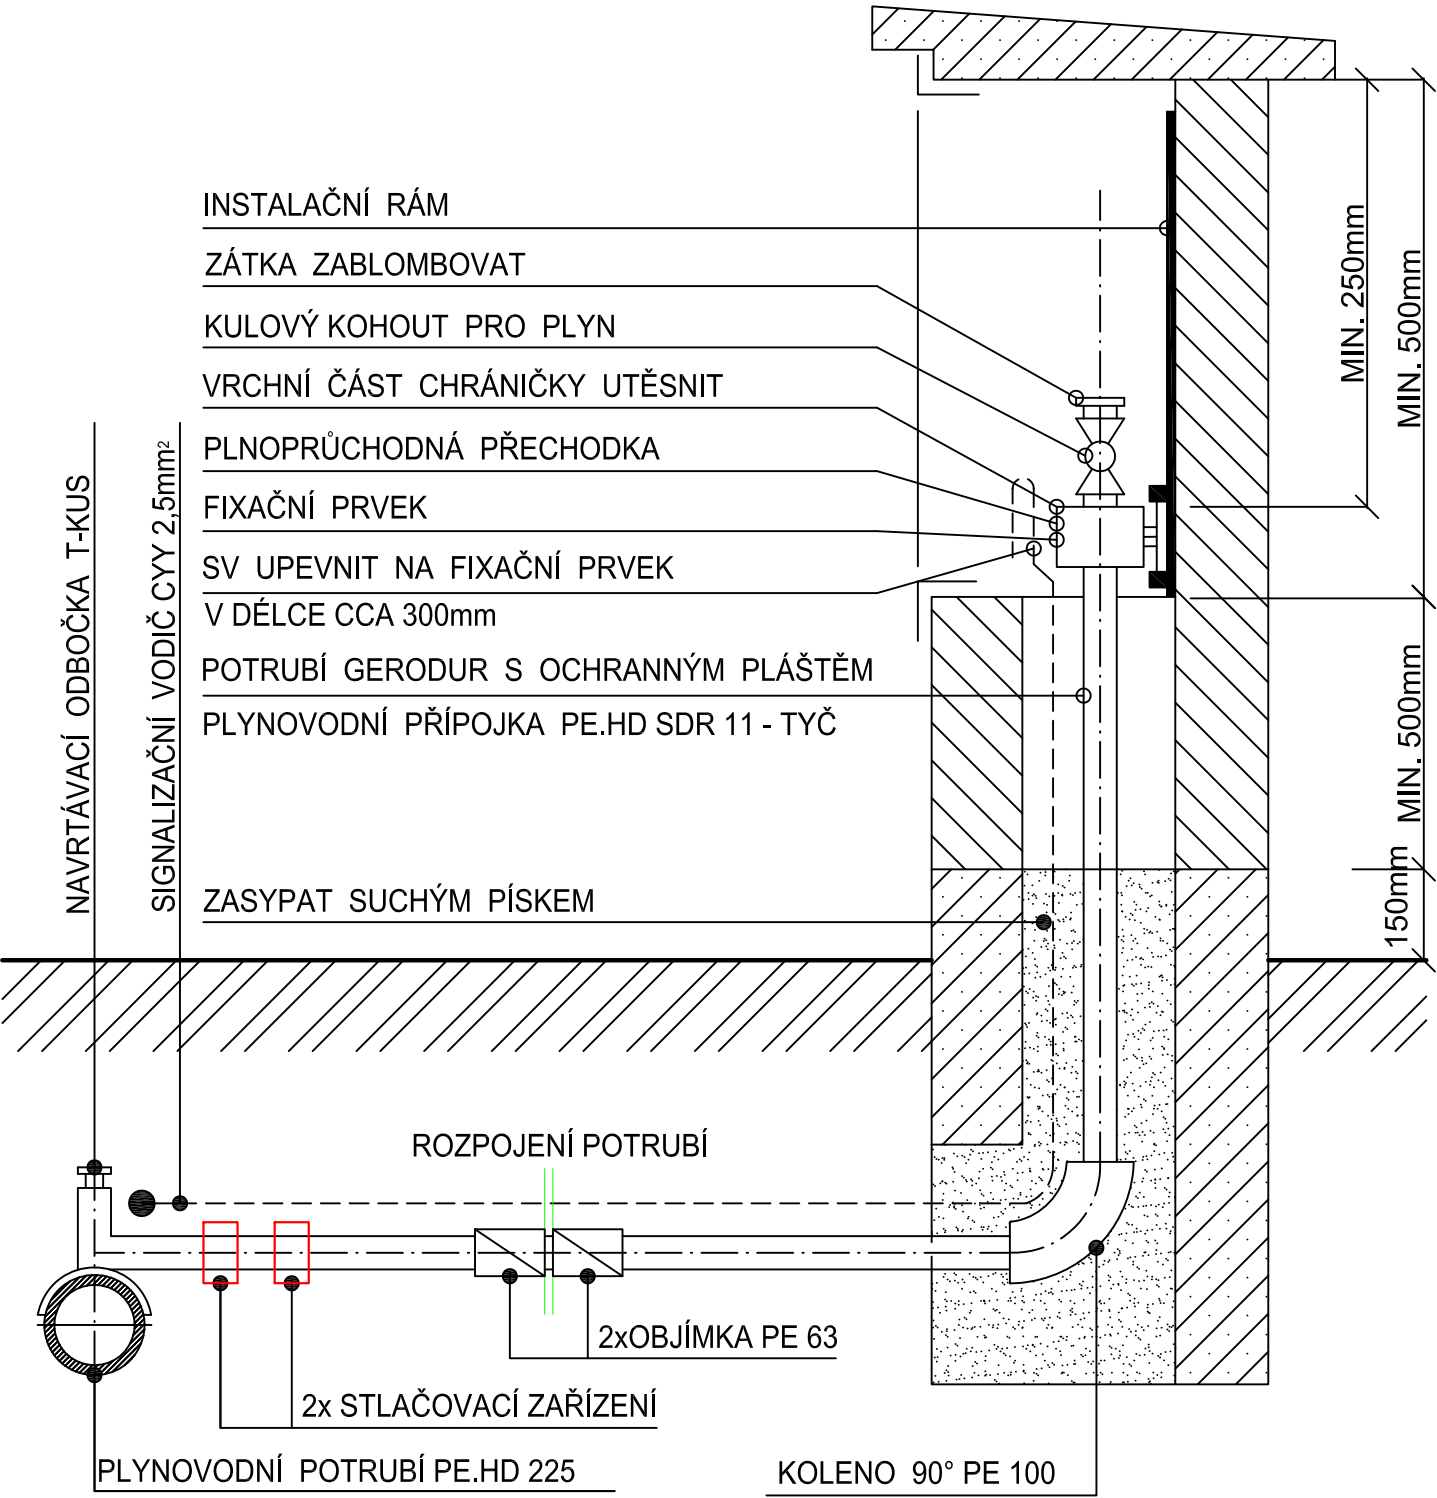 INSTALAČNÍ RÁM
ZÁTKA ZABLOMBOVAT
KULOVÝ KOHOUT PRO PLYN
VRCHNÍ ČÁST CHRÁNIČKY UTĚSNIT
PLNOPRŮCHODNÁ PŘECHODKA
FIXAČNÍ PRVEK
SV UPEVNIT NA FIXAČNÍ PRVEK
V DÉLCE CCA 300mm
POTRUBÍ GERODUR S OCHRANNÝM PLÁŠTĚM
PLYNOVODNÍ PŘÍPOJKA PE.HD SDR 11 - TYČ
ZASYPAT SUCHÝM PÍSKEM
NAVRTÁVACÍ ODBOČKA T-KUS
SIGNALIZAČNÍ VODIČ CYY 2,5mm²
MIN. 250mm
MIN. 500mm
MIN. 500mm
150mm
ROZPOJENÍ POTRUBÍ
2xOBJÍMKA PE 63
2x STLAČOVACÍ ZAŘÍZENÍ
PLYNOVODNÍ POTRUBÍ PE.HD 225
KOLENO 90° PE 100